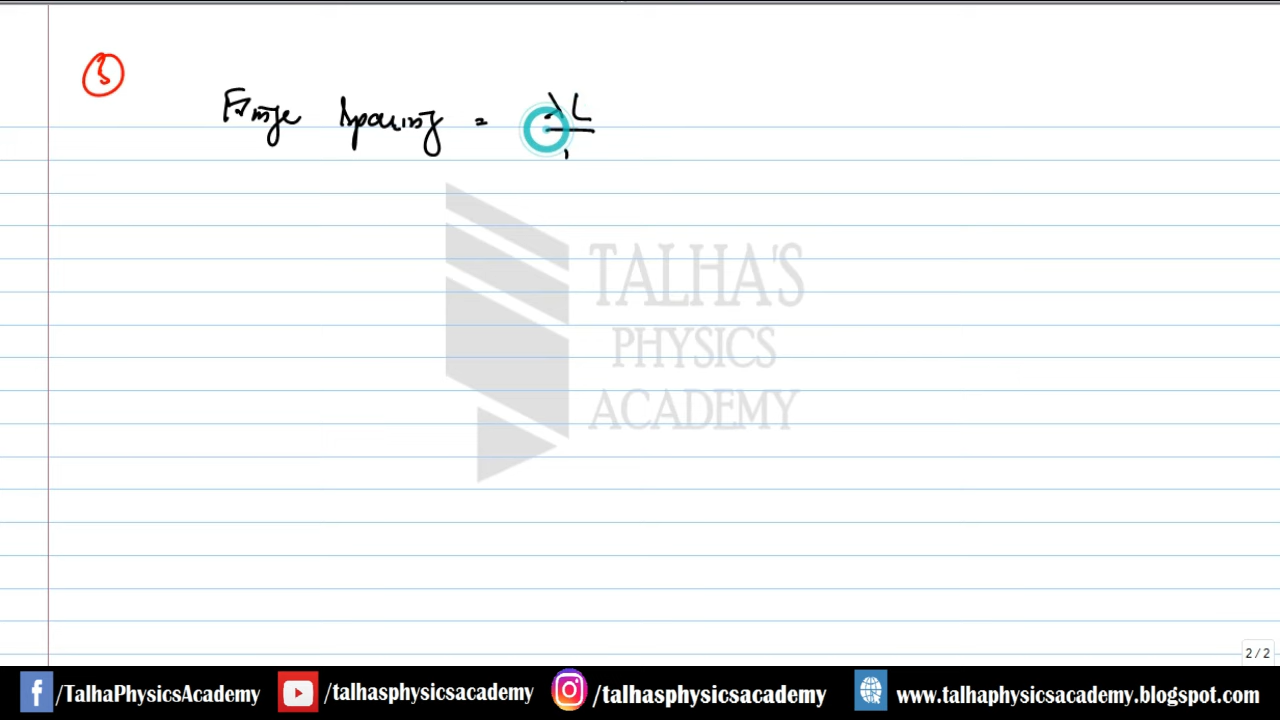 ③
Fringe spacing = λL
TALHA'S
PHYSICS
ACADEMY
2 / 2
/TalhaPhysicsAcademy
/talhasphysicsacademy
/talhasphysicsacademy
www.talhaphysicsacademy.blogspot.com